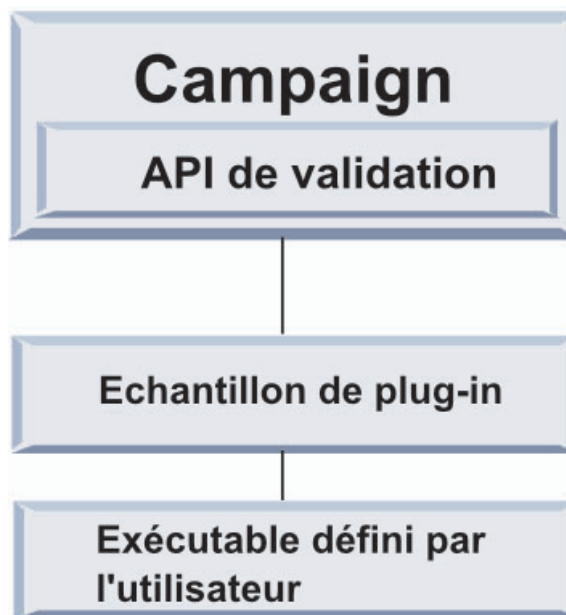 Campaign
API de validation
Echantillon de plug-in
Exécutable défini par
l'utilisateur